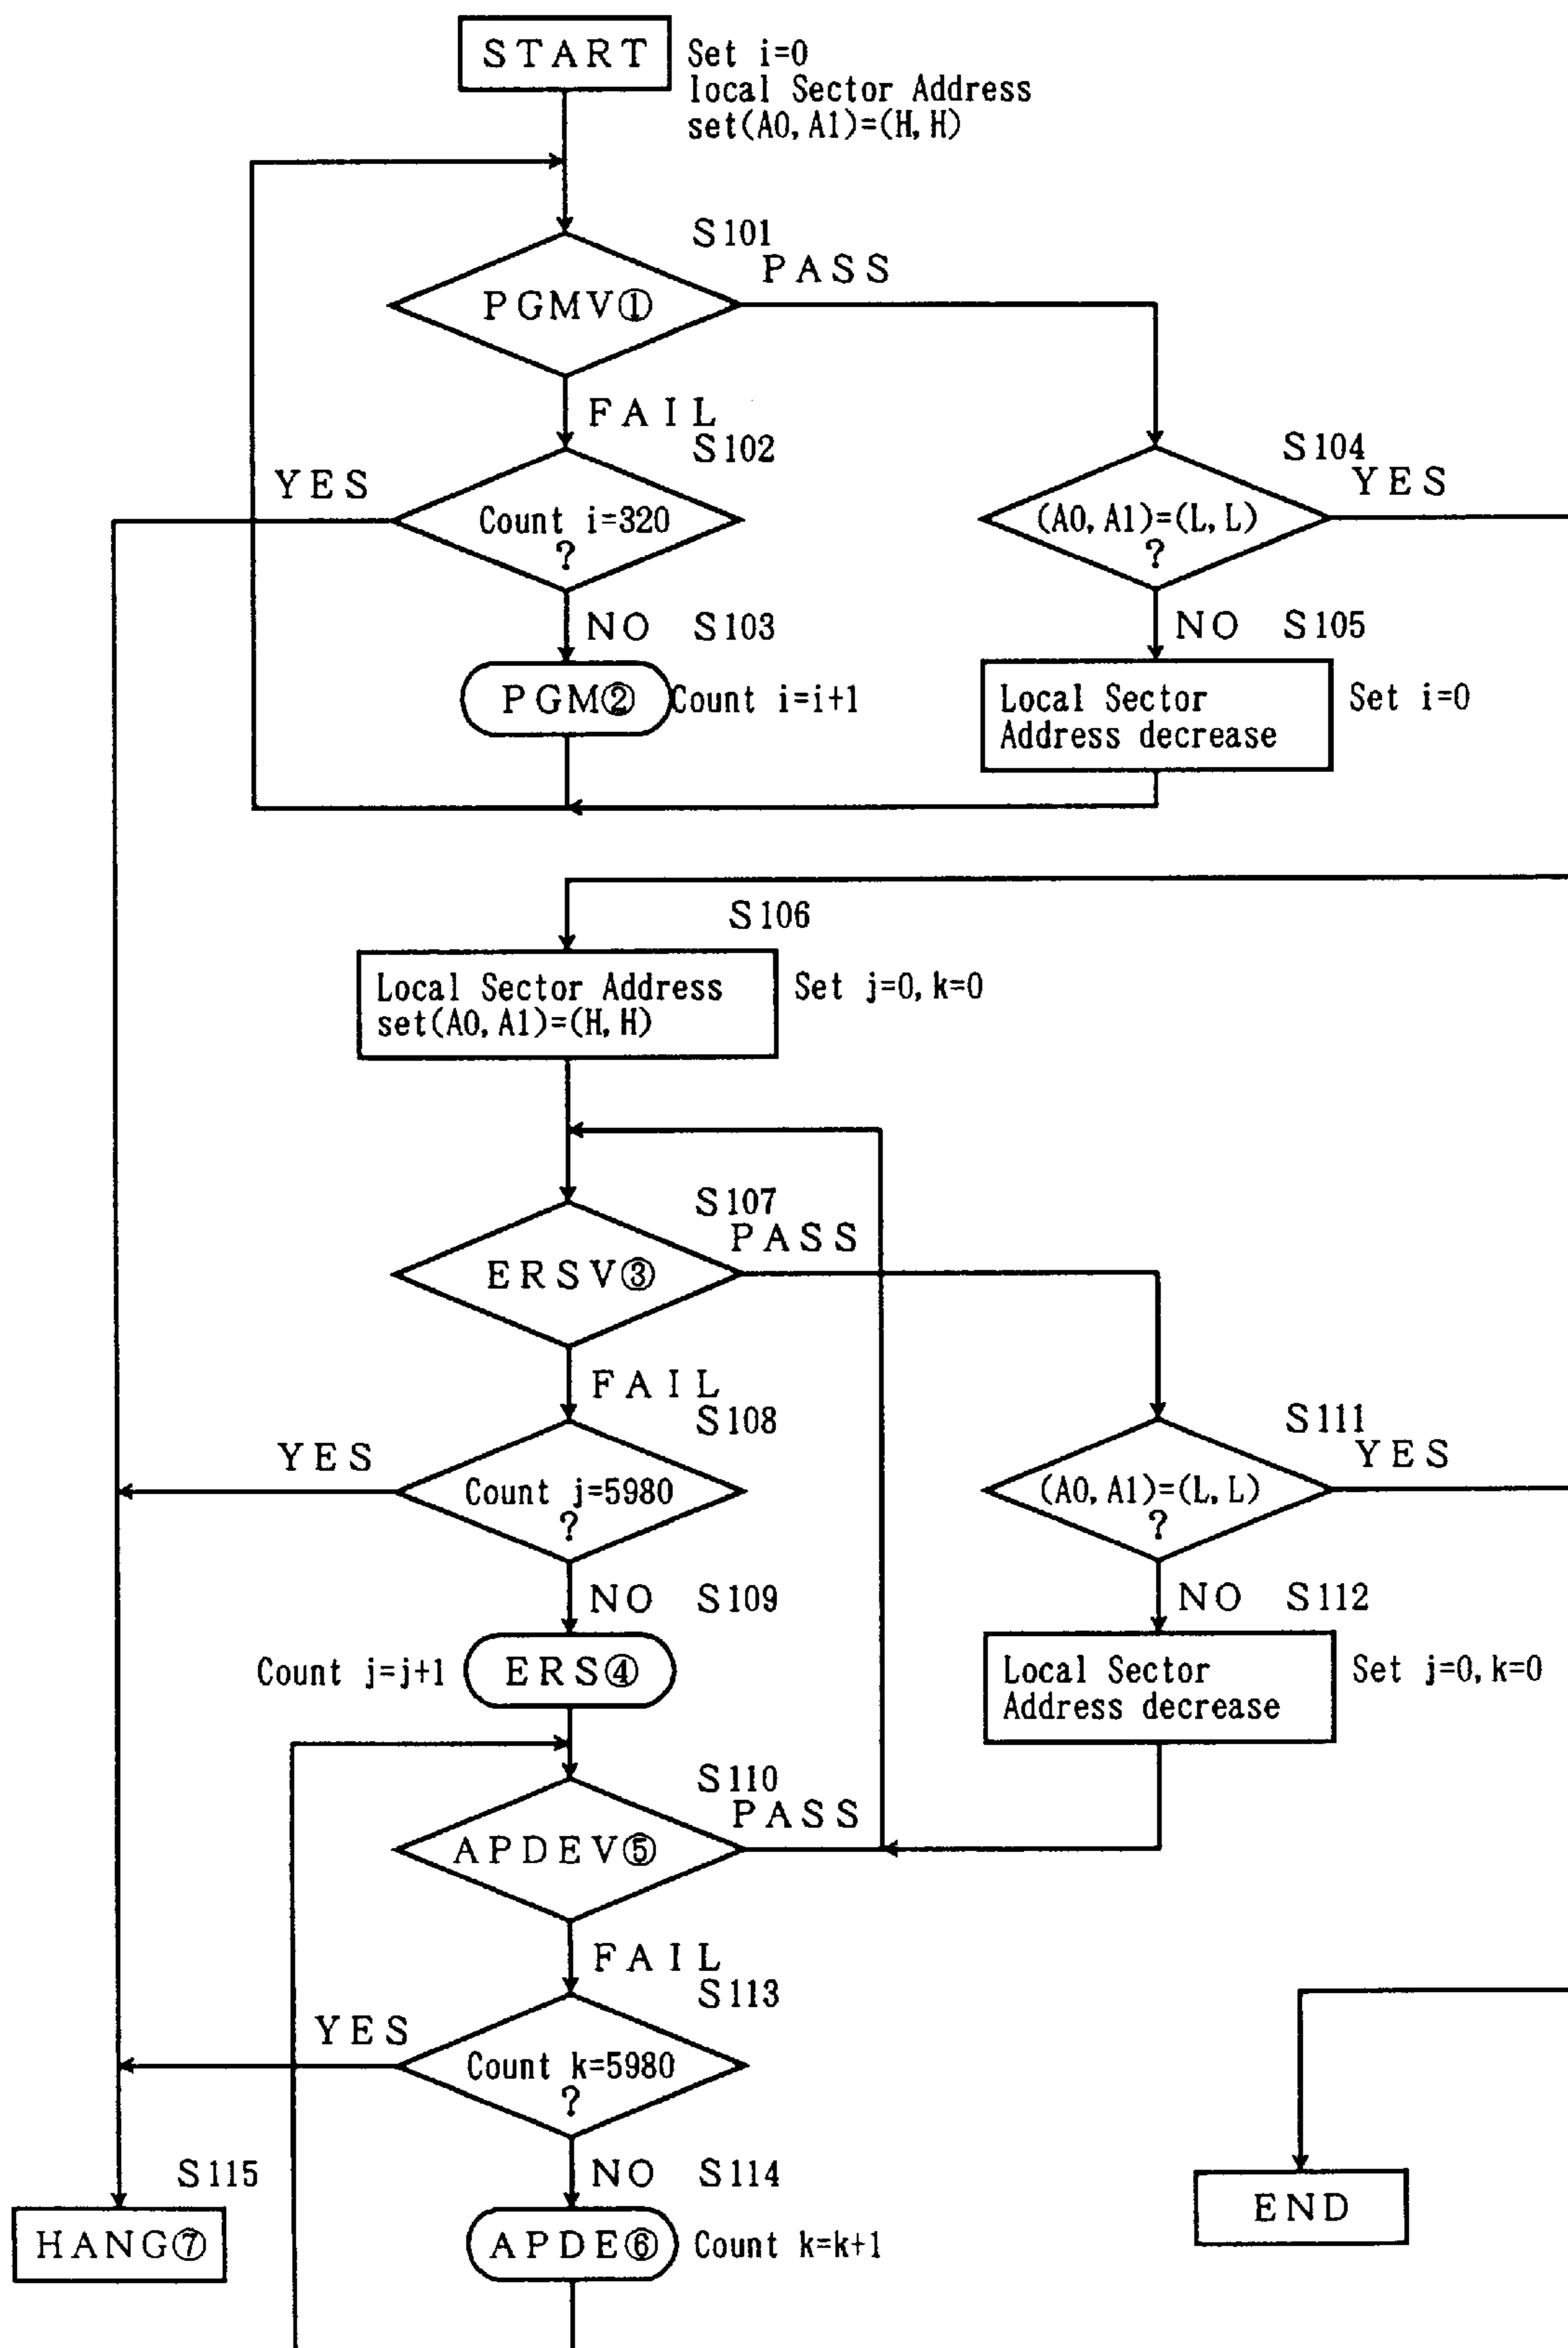 START
Set i=0
local Sector Address
set(A0, A1)=(H, H)
S101
PASS
PGMV①
FAIL
S102
YES
Count i=320
?
S104
YES
(A0, A1)=(L, L)
?
NO S103
PGM②
Count i=i+1
NO S105
Local Sector
Address decrease
Set i=0
S106
Local Sector Address
set(A0, A1)=(H, H)
Set j=0, k=0
S107
PASS
ERSV③
FAIL
S108
YES
Count j=5980
?
S111
YES
(A0, A1)=(L, L)
?
NO S109
Count j=j+1
ERS④
NO S112
Local Sector
Address decrease
Set j=0, k=0
S110
PASS
APDEV⑤
FAIL
S113
YES
Count k=5980
?
S115
HANG⑦
NO S114
APDE⑥
Count k=k+1
END